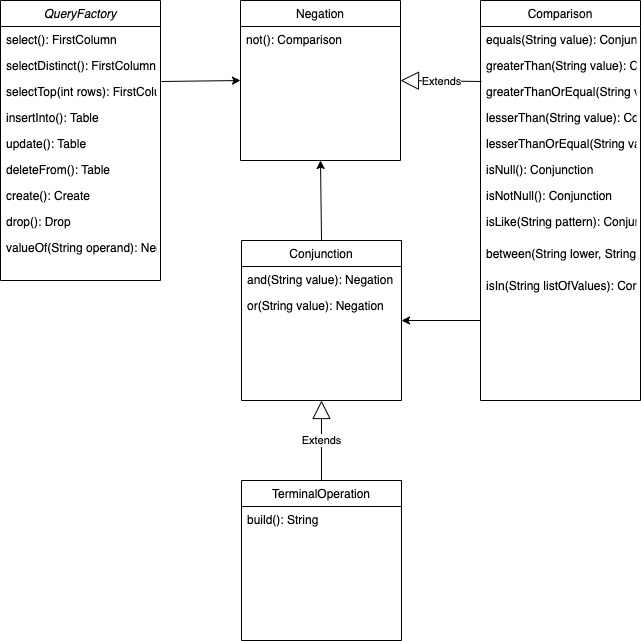 QueryFactory
select(): FirstColumn
selectDistinct(): FirstColumn
selectTop(int rows): FirstColu
insertInto(): Table
update(): Table
deleteFrom(): Table
create(): Create
drop(): Drop
valueOf(String operand): Ne
Negation
not(): Comparison
Extends
Comparison
equals(String value): Conjun
greaterThan(String value): C
greaterThanOrEqual(String v
lesserThan(String value): Co
lesserThanOrEqual(String va
isNull(): Conjunction
isNotNull(): Conjunction
isLike(String pattern): Conju
between(String lower, String
isIn(String listOfValues): Con
Conjunction
and(String value): Negation
or(String value): Negation
Extends
TerminalOperation
build(): String